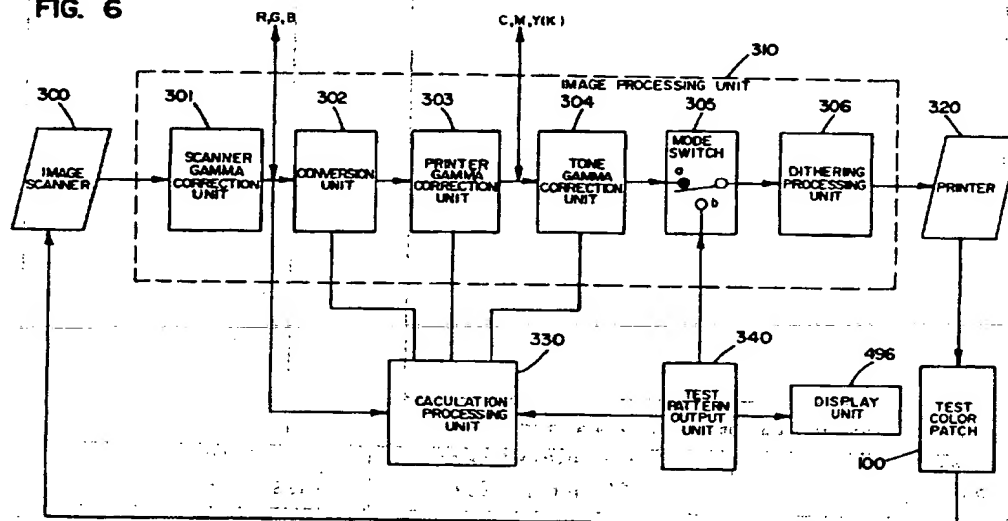 FIG. 6
R,G,B
C,M,Y(K)
310
IMAGE PROCESSING UNIT
300
301
302
303
304
305
306
320
IMAGE
SCANNER
SCANNER
GAMMA
CORRECTION
UNIT
CONVERSION
UNIT
PRINTER
GAMMA
CORRECTION
UNIT
TONE
GAMMA
CORRECTION
UNIT
MODE
SWITCH
a
b
DITHERING
PROCESSING
UNIT
PRINTER
330
340
496
CACULATION
PROCESSING
UNIT
TEST
PATTERN
OUTPUT
UNIT
DISPLAY
UNIT
TEST
COLOR
PATCH
100